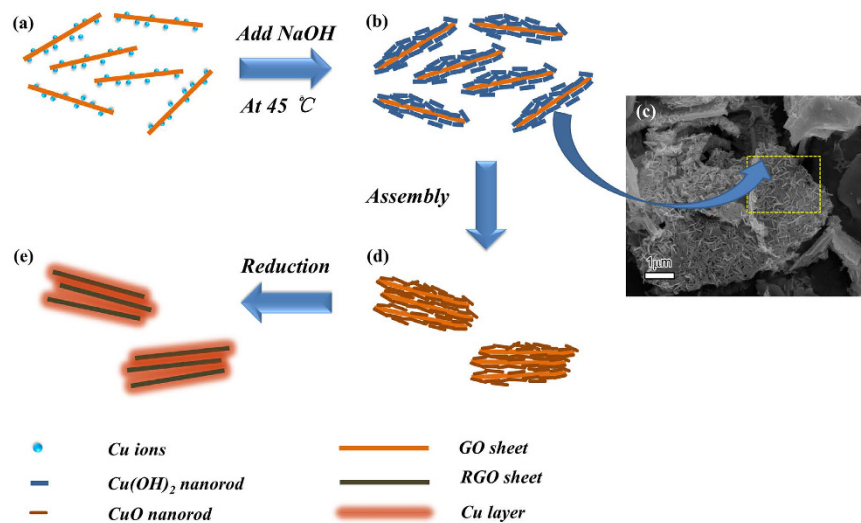 (a)
Add NaOH
At 45 ℃
(b)
(c)
1μm
Assembly
(e)
Reduction
(d)
Cu ions
GO sheet
Cu(OH)₂ nanorod
RGO sheet
CuO nanorod
Cu layer